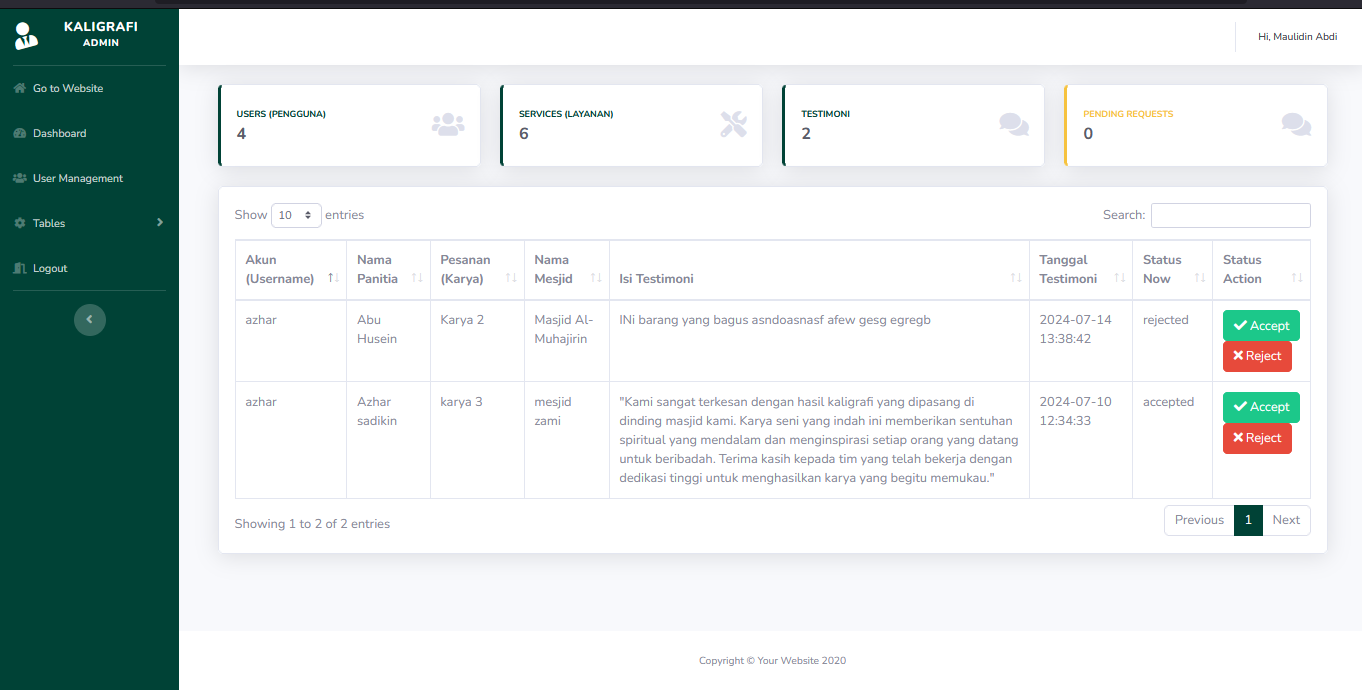 KALIGRAFI
ADMIN
Hi, Maulidin Abdi
Go to Website
Dashboard
User Management
Tables
Logout
USERS (PENGGUNA)
4
SERVICES (LAYANAN)
6
TESTIMONI
2
PENDING REQUESTS
0
Show 10 entries
Search:
Akun
(Username)
Nama
Panitia
Pesanan
(Karya)
Nama
Mesjid
Isi Testimoni
Tanggal
Testimoni
Status
Now
Status
Action
azhar
Abu
Husein
Karya 2
Masjid Al-
Muhajirin
INi barang yang bagus asndoasnasf afew gesg egregb
2024-07-14
13:38:42
rejected
Accept
Reject
azhar
Azhar
sadikin
karya 3
mesjid
zami
"Kami sangat terkesan dengan hasil kaligrafi yang dipasang di
dinding masjid kami. Karya seni yang indah ini memberikan sentuhan
spiritual yang mendalam dan menginspirasi setiap orang yang datang
untuk beribadah. Terima kasih kepada tim yang telah bekerja dengan
dedikasi tinggi untuk menghasilkan karya yang begitu memukau."
2024-07-10
12:34:33
accepted
Accept
Reject
Showing 1 to 2 of 2 entries
Previous 1 Next
Copyright © Your Website 2020